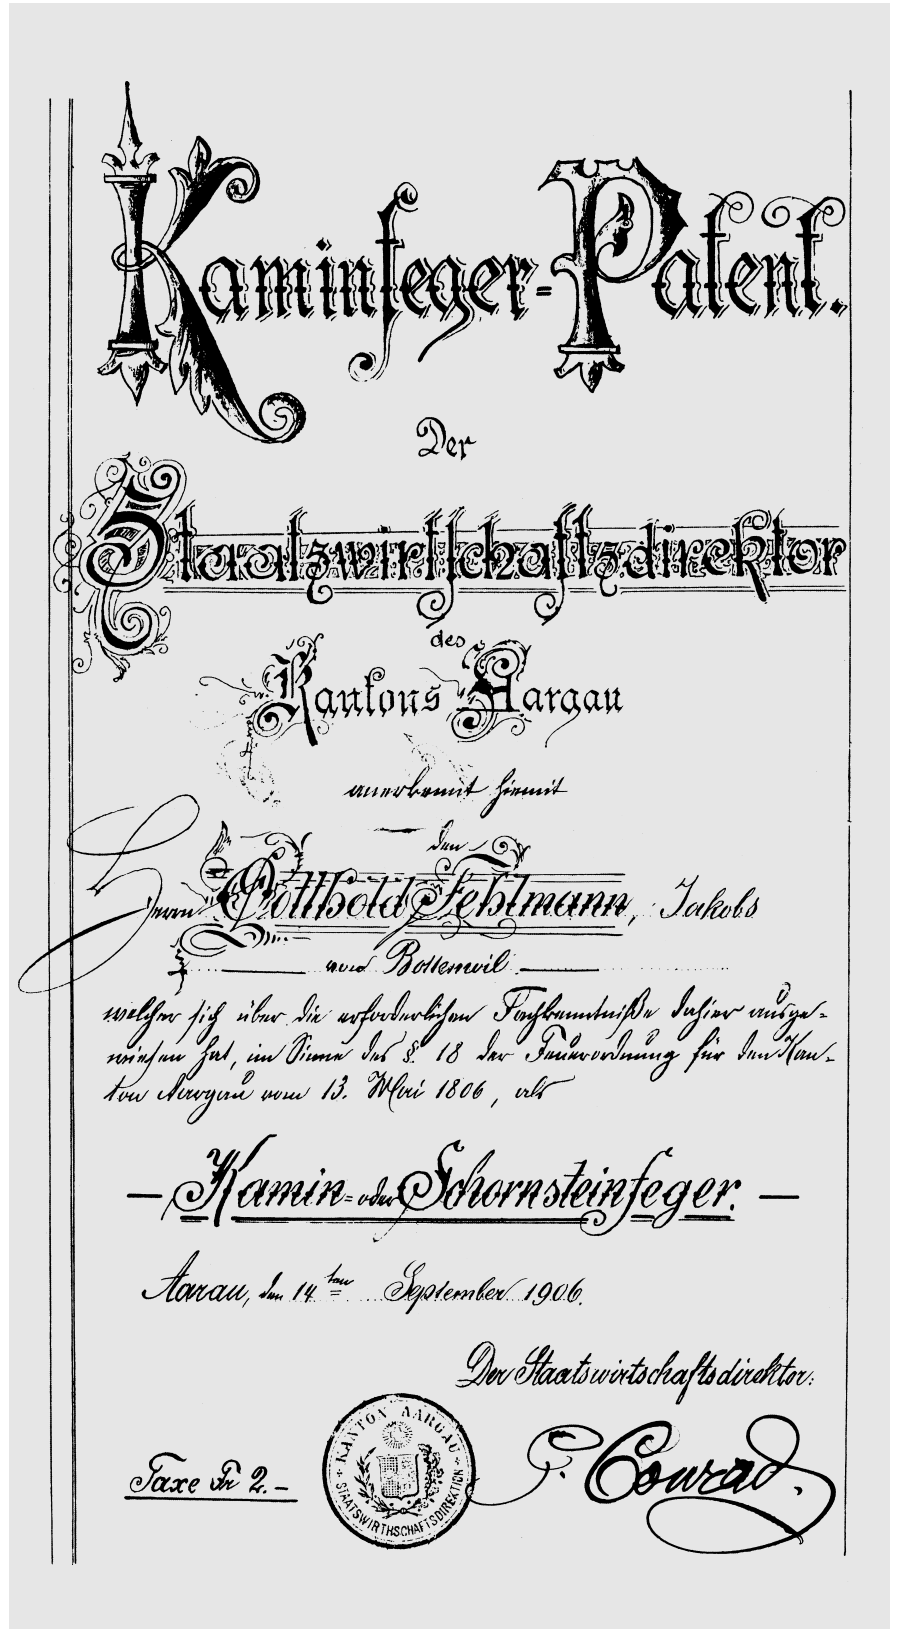 Kaminfeger-Patent.
Der
Staatswirtschaftsdirektor
des
Kantons Aargau
anerkennt hiemit
den
Herrn Gotthold Fehlmann, Jakobs
von Bottenwil
welcher sich über die erforderlichen Fachkenntniße dahier ausge-
wiesen hat, im Sinne des §. 18 der Feuerordnung für den Kan-
ton Aargau vom 13. Mai 1806, als
Kamin- oder Schornsteinfeger.
Aarau, den 14ten September 1906.
Der Staatswirtschaftsdirektor:
KANTON AARGAU
STAATSWIRTHSCHAFTSDIREKTION
Conrad.
Taxe Fr 2.-